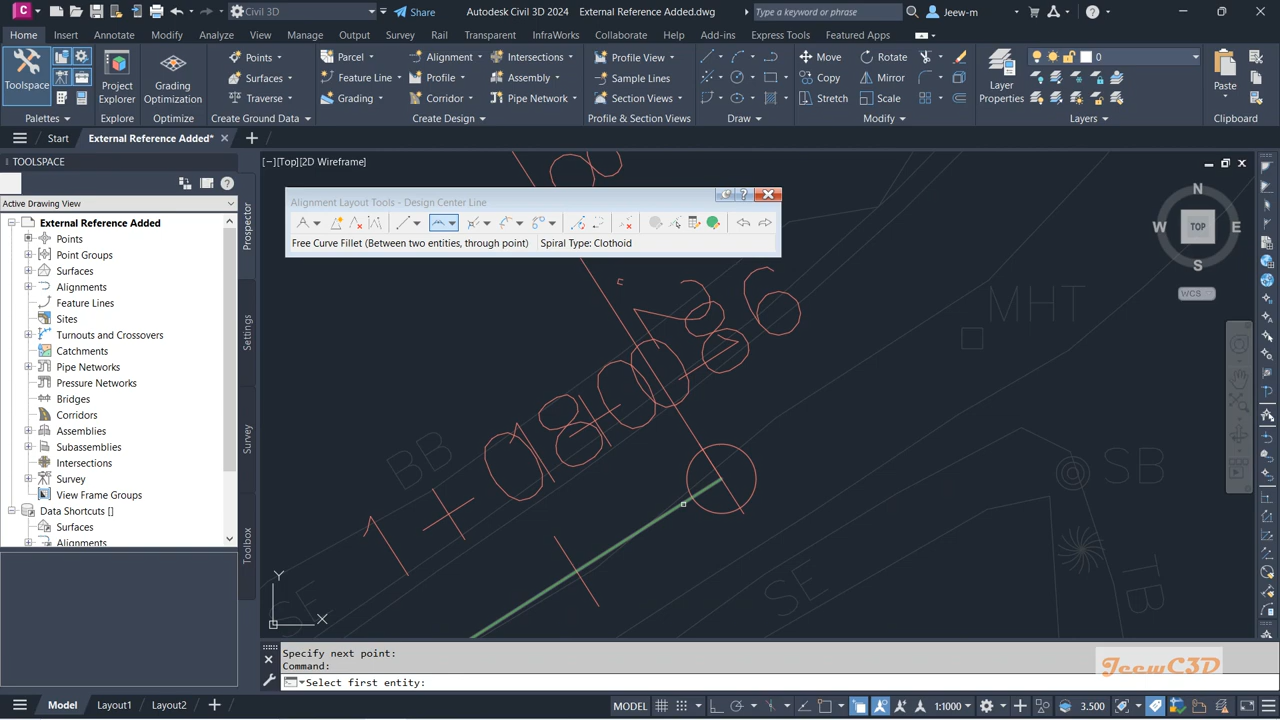 Civil 3D
Share
Autodesk Civil 3D 2024 External Reference Added.dwg
Type a keyword or phrase
Jeew-m
Home Insert Annotate Modify Analyze View Manage Output Survey Rail Transparent InfraWorks Collaborate Help Add-ins Express Tools Featured Apps
Toolspace
Project Explorer
Grading Optimization
Points
Surfaces
Traverse
Parcel
Feature Line
Grading
Alignment
Profile
Corridor
Intersections
Assembly
Pipe Network
Profile View
Sample Lines
Section Views
Move
Copy
Stretch
Rotate
Mirror
Scale
Layer Properties
0
Paste
Palettes Explore Optimize Create Ground Data Create Design Profile & Section Views Draw Modify Layers Clipboard
Start External Reference Added*
TOOLSPACE
[−][Top][2D Wireframe]
Active Drawing View
External Reference Added
Points
Point Groups
Surfaces
Alignments
Feature Lines
Sites
Turnouts and Crossovers
Catchments
Pipe Networks
Pressure Networks
Bridges
Corridors
Assemblies
Subassemblies
Intersections
Survey
View Frame Groups
Data Shortcuts []
Surfaces
Alignments
Prospector
Settings
Survey
Toolbox
Alignment Layout Tools - Design Center Line
Free Curve Fillet (Between two entities, through point) Spiral Type: Clothoid
N
W TOP E
S
WCS
MHT
BB
SB
SE
SE
TB
Y
X
Specify next point:
Command:
Select first entity:
JeewC3D
Model Layout1 Layout2
MODEL
1:1000
3.500